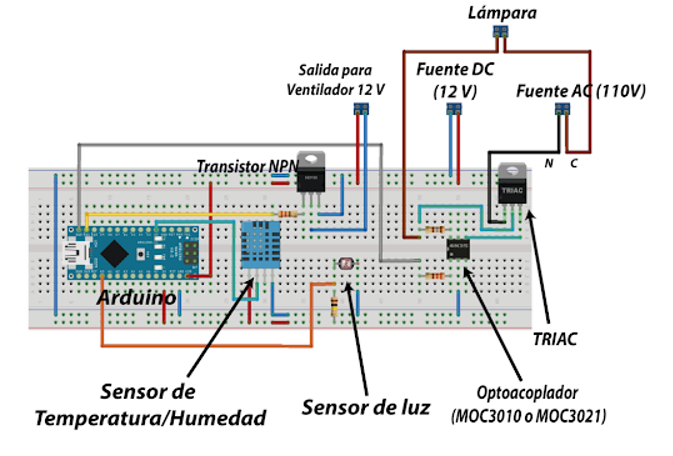 Lámpara
Salida para
Ventilador 12 V
Fuente DC
(12 V)
Fuente AC (110V)
Transistor NPN
N
C
TRIAC
Arduino
TRIAC
Sensor de
Temperatura/Humedad
Sensor de luz
Optoacoplador
(MOC3010 o MOC3021)